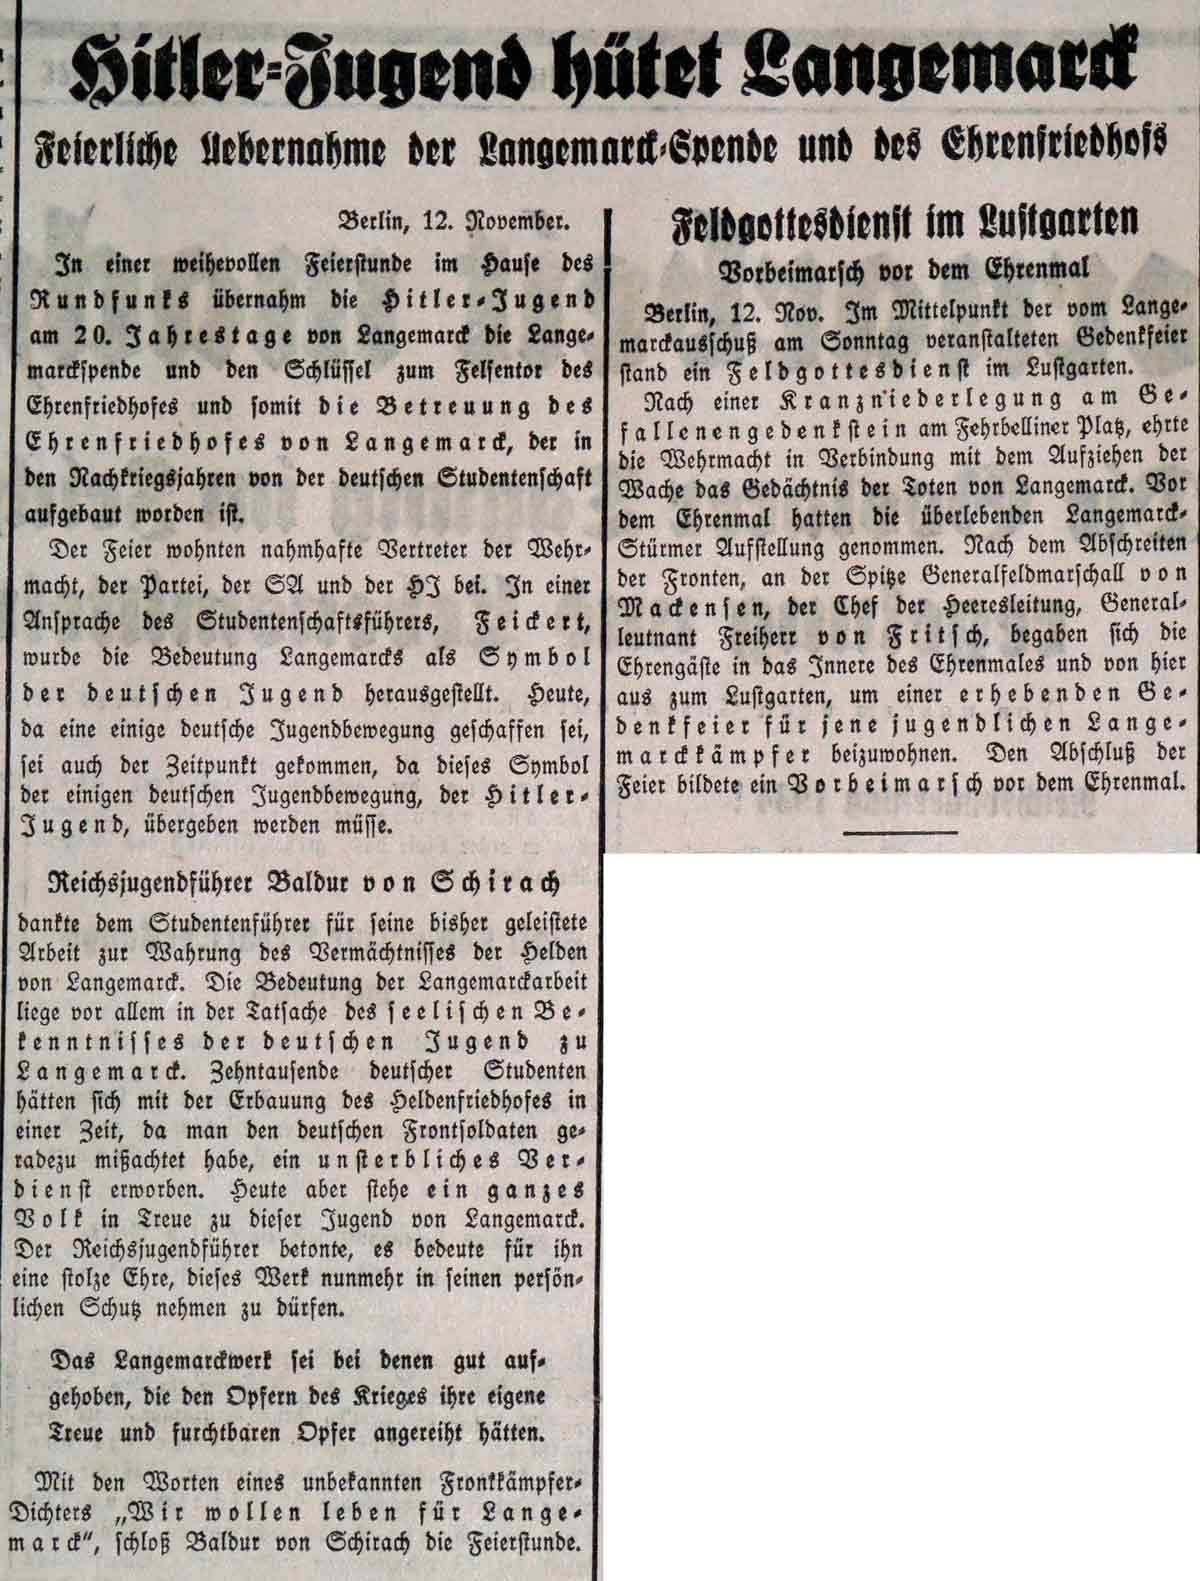 Hitler-Jugend hütet Langemarck
Feierliche Uebernahme der Langemarck-Spende und des Ehrenfriedhofs
Berlin, 12. November.
In einer weihevollen Feierstunde im Hause des
Rundfunks übernahm die Hitler-Jugend
am 20. Jahrestage von Langemarck die Lange-
marckspende und den Schlüssel zum Felsentor des
Ehrenfriedhofes und somit die Betreuung des
Ehrenfriedhofes von Langemarck, der in
den Nachkriegsjahren von der deutschen Studentenschaft
aufgebaut worden ist.
Der Feier wohnten nahmhafte Vertreter der Wehr-
macht, der Partei, der SA und der HJ bei. In einer
Ansprache des Studentenschaftsführers, Feickert,
wurde die Bedeutung Langemarcks als Symbol
der deutschen Jugend herausgestellt. Heute,
da eine einige deutsche Jugendbewegung geschaffen sei,
sei auch der Zeitpunkt gekommen, da dieses Symbol
der einigen deutschen Jugendbewegung, der Hitler-
Jugend, übergeben werden müsse.
Reichsjugendführer Baldur von Schirach
dankte dem Studentenführer für seine bisher geleistete
Arbeit zur Wahrung des Vermächtnisses der Helden
von Langemarck. Die Bedeutung der Langemarckarbeit
liege vor allem in der Tatsache des seelischen Be-
kenntnisses der deutschen Jugend zu
Langemarck. Zehntausende deutscher Studenten
hätten sich mit der Erbauung des Heldenfriedhofes in
einer Zeit, da man den deutschen Frontsoldaten ge-
radezu mißachtet habe, ein unsterbliches Ver-
dienst erworben. Heute aber stehe ein ganzes
Volk in Treue zu dieser Jugend von Langemarck.
Der Reichsjugendführer betonte, es bedeute für ihn
eine stolze Ehre, dieses Werk nunmehr in seinen persön-
lichen Schutz nehmen zu dürfen.
Das Langemarckwerk sei bei denen gut auf-
gehoben, die den Opfern des Krieges ihre eigene
Treue und furchtbaren Opfer angereiht hätten.
Mit den Worten eines unbekannten Frontkämpfer-
Dichters „Wir wollen leben für Lange-
marck“, schloß Baldur von Schirach die Feierstunde.
Feldgottesdienst im Lustgarten
Vorbeimarsch vor dem Ehrenmal
Berlin, 12. Nov. Im Mittelpunkt der vom Lange-
marckausschuß am Sonntag veranstalteten Gedenkfeier
stand ein Feldgottesdienst im Lustgarten.
Nach einer Kranzniederlegung am Ge-
fallenengedenkstein am Fehrbelliner Platz, ehrte
die Wehrmacht in Verbindung mit dem Aufziehen der
Wache das Gedächtnis der Toten von Langemarck. Vor
dem Ehrenmal hatten die überlebenden Langemarck-
Stürmer Aufstellung genommen. Nach dem Abschreiten
der Fronten, an der Spitze Generalfeldmarschall von
Mackensen, der Chef der Heeresleitung, General-
leutnant Freiherr von Fritsch, begaben sich die
Ehrengäste in das Innere des Ehrenmales und von hier
aus zum Lustgarten, um einer erhebenden Ge-
denkfeier für jene jugendlichen Lange-
marckkämpfer beizuwohnen. Den Abschluß der
Feier bildete ein Vorbeimarsch vor dem Ehrenmal.